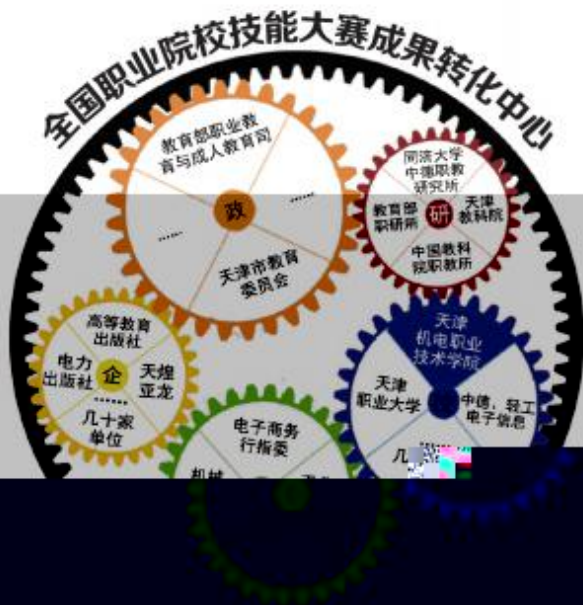 全国职业院校技能大赛成果转化中心
教育部职业教
育与成人教育司
……
政
……
天津市教育
委员会
同济大学
中德职教
研究所
教育部
职研所
研
天津
教科院
中国教科
院职教所
高等教育
出版社
电力
出版社
企
天煌
亚龙
……
几十家
单位
天津
机电职业
技术学院
天津
职业大学
中德、轻工
电子信息
……
几
电子商务
行指委
机械